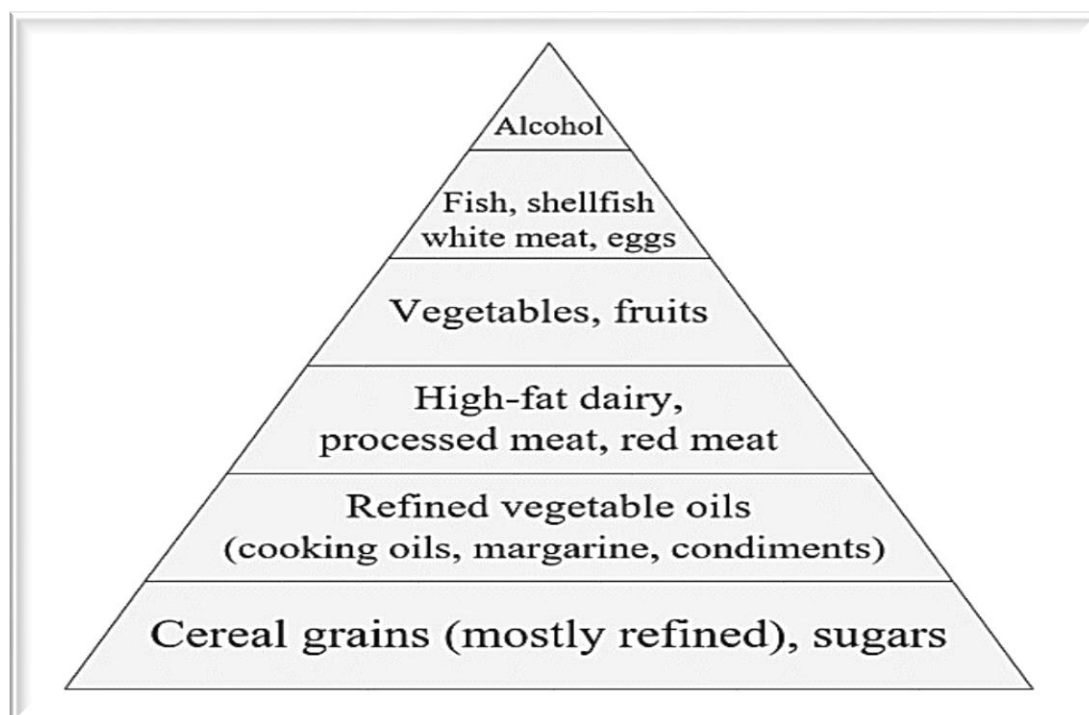 Alcohol
Fish, shellfish
white meat, eggs
Vegetables, fruits
High-fat dairy,
processed meat, red meat
Refined vegetable oils
(cooking oils, margarine, condiments)
Cereal grains (mostly refined), sugars